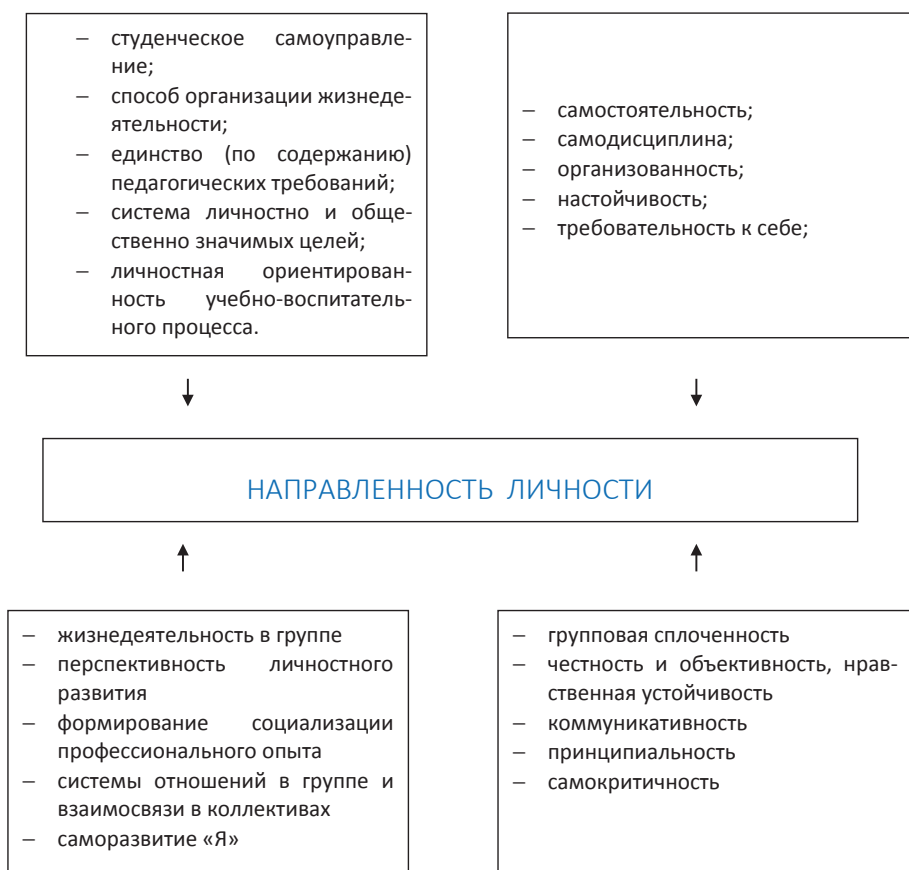 – студенческое самоуправле-
ние;
– способ организации жизнеде-
ятельности;
– единство (по содержанию)
педагогических требований;
– система личностно и обще-
ственно значимых целей;
– личностная ориентирован-
ность учебно-воспитатель-
ного процесса.
– самостоятельность;
– самодисциплина;
– организованность;
– настойчивость;
– требовательность к себе;
НАПРАВЛЕННОСТЬ ЛИЧНОСТИ
– жизнедеятельность в группе
– перспективность личностного
развития
– формирование социализации
профессионального опыта
– системы отношений в группе и
взаимосвязи в коллективах
– саморазвитие «Я»
– групповая сплоченность
– честность и объективность, нрав-
ственная устойчивость
– коммуникативность
– принципиальность
– самокритичность